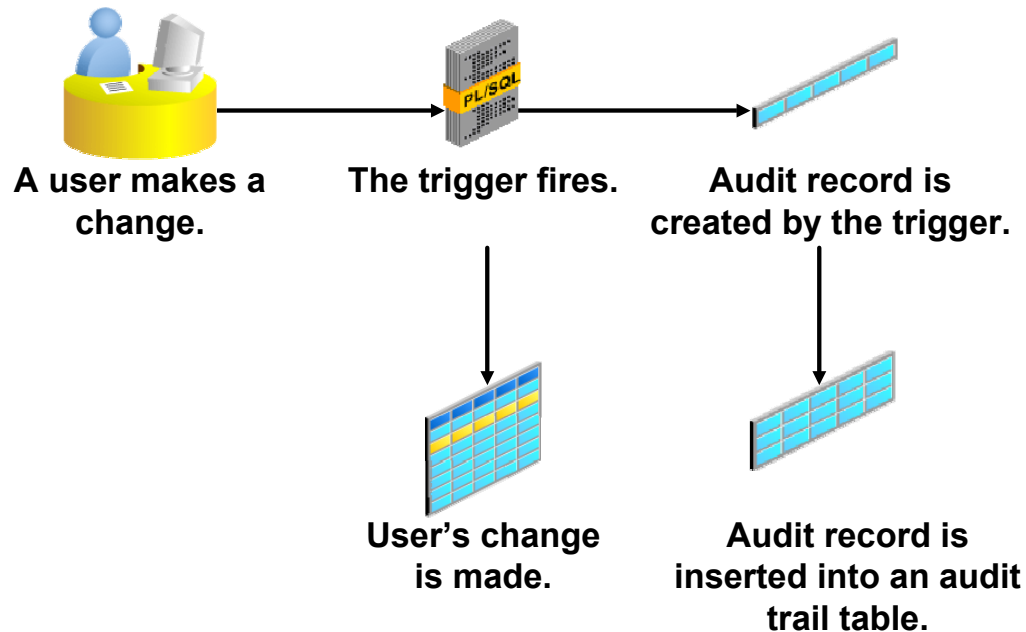 PL/SQL
A user makes a
change.
The trigger fires.
Audit record is
created by the trigger.
User’s change
is made.
Audit record is
inserted into an audit
trail table.